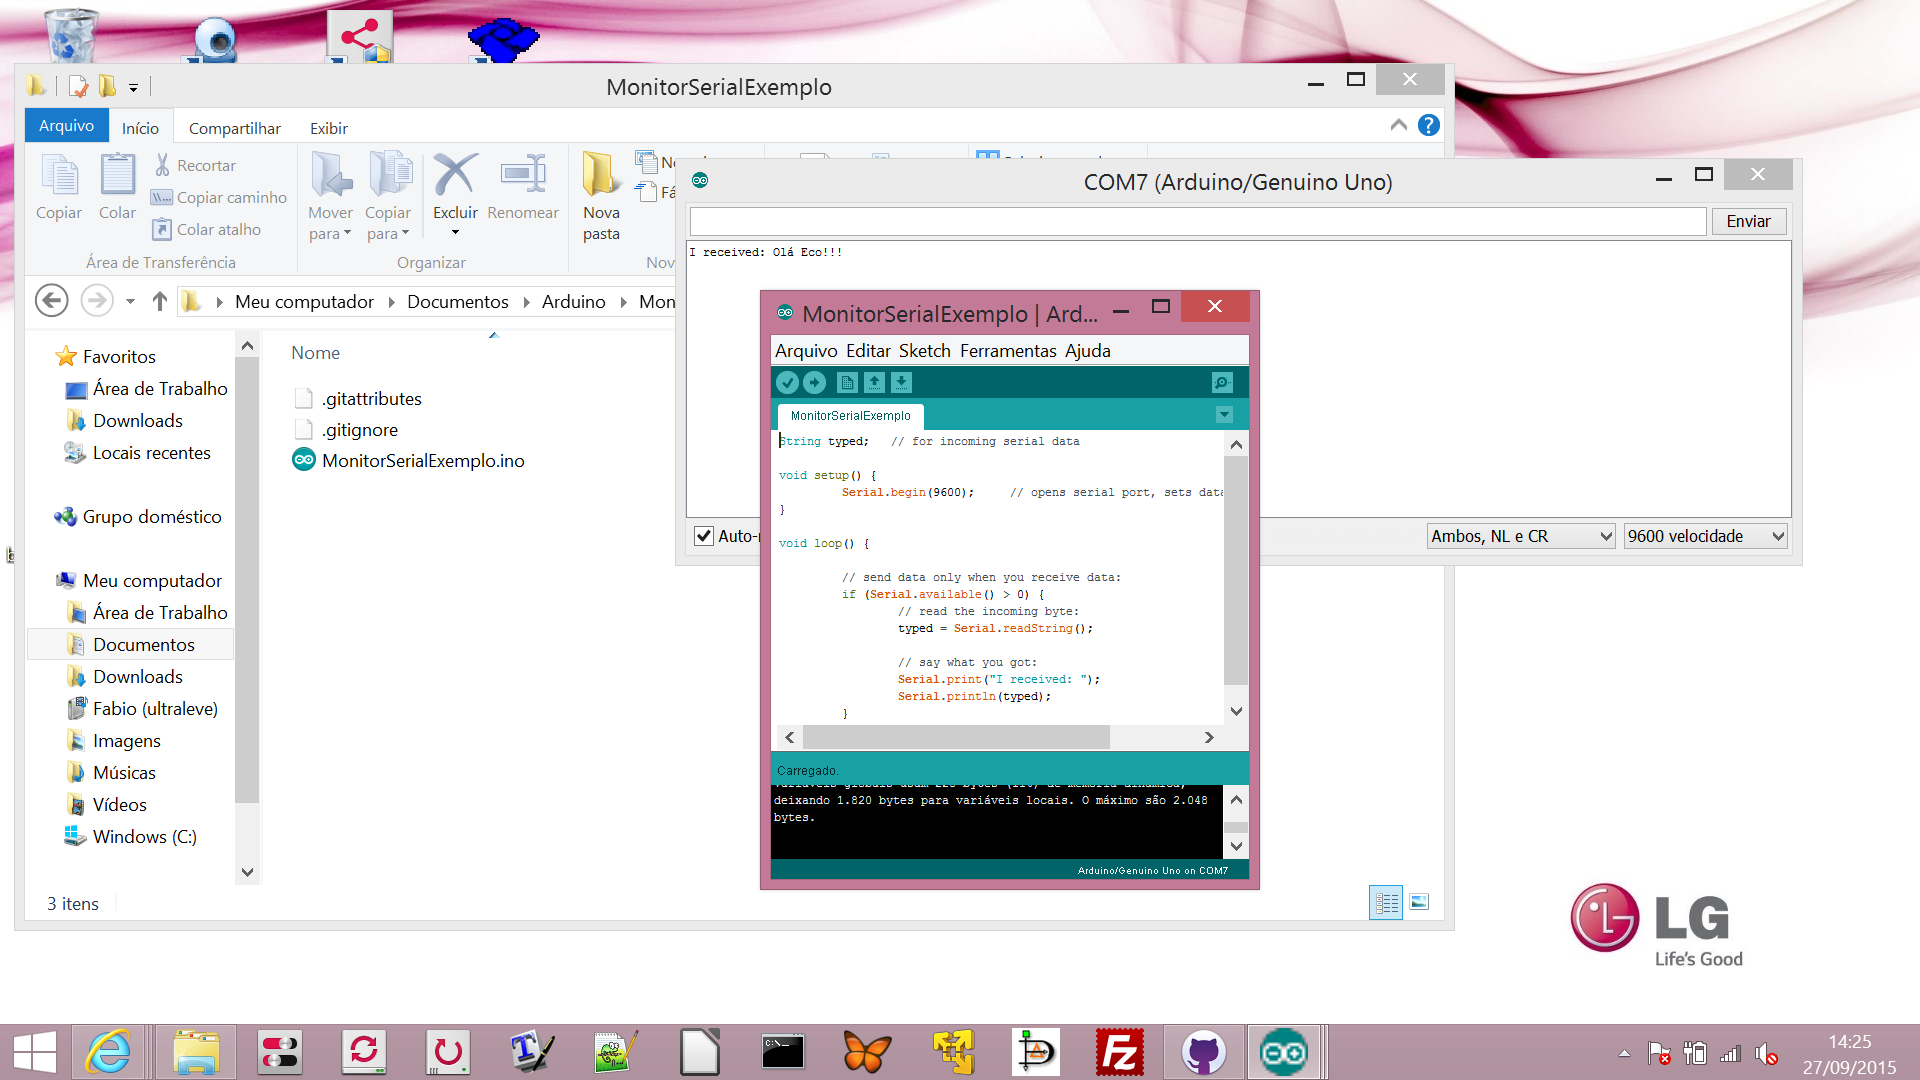 MonitorSerialExemplo
Arquivo Início Compartilhar Exibir
Copiar Colar Recortar
Copiar caminho
Colar atalho
Área de Transferência
Mover para Copiar para Excluir Renomear
Organizar
Nova pasta
Nov
Meu computador Documentos Arduino Mon
Favoritos
Área de Trabalho
Downloads
Locais recentes
Grupo doméstico
Meu computador
Área de Trabalho
Documentos
Downloads
Fabio (ultraleve)
Imagens
Músicas
Vídeos
Windows (C:)
Nome
.gitattributes
.gitignore
MonitorSerialExemplo.ino
3 itens
COM7 (Arduino/Genuino Uno)
Enviar
I received: Olá Eco!!!
Auto-
Ambos, NL e CR
9600 velocidade
MonitorSerialExemplo | Ard...
Arquivo Editar Sketch Ferramentas Ajuda
MonitorSerialExemplo
String typed; // for incoming serial data
void setup() {
Serial.begin(9600); // opens serial port, sets data
}
void loop() {
// send data only when you receive data:
if (Serial.available() > 0) {
// read the incoming byte:
typed = Serial.readString();
// say what you got:
Serial.print("I received: ");
Serial.println(typed);
}
Carregado.
deixando 1.820 bytes para variáveis locais. O máximo são 2.048
bytes.
Arduino/Genuino Uno on COM7
LG
Life's Good
14:25
27/09/2015